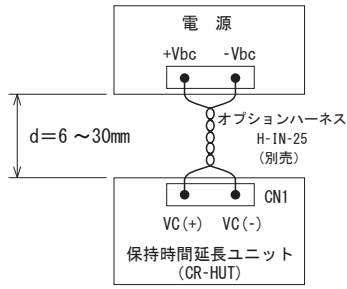 電　源
+Vbc　-Vbc
オプションハーネス
H-IN-25
(別売)
d=6 ～30mm
CN1
VC(+)　VC(-)
保持時間延長ユニット
(CR-HUT)